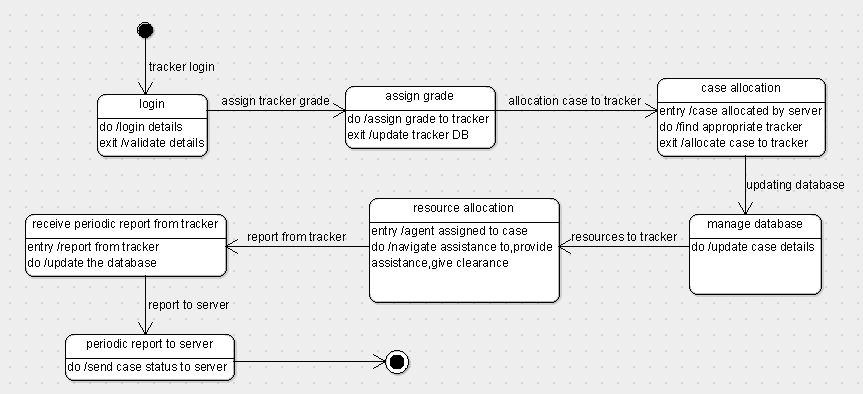 tracker login
login
do /login details
exit /validate details
assign tracker grade
assign grade
do /assign grade to tracker
exit /update tracker DB
allocation case to tracker
case allocation
entry /case allocated by server
do /find appropriate tracker
exit /allocate case to tracker
updating database
manage database
do /update case details
resources to tracker
resource allocation
entry /agent assigned to case
do /navigate assistance to,provide
assistance,give clearance
report from tracker
receive periodic report from tracker
entry /report from tracker
do /update the database
report to server
periodic report to server
do /send case status to server